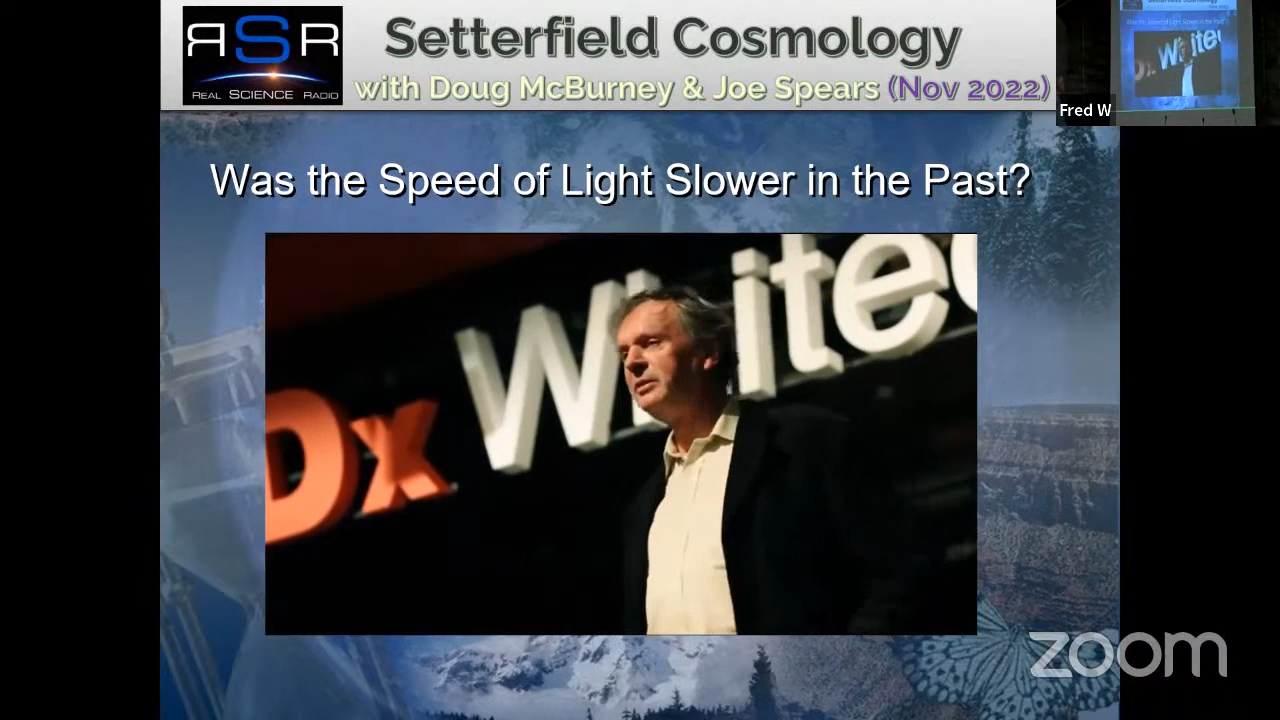 RSR
REAL SCIENCE RADIO
Setterfield Cosmology
with Doug McBurney & Joe Spears (Nov 2022)
Fred W
Was the Speed of Light Slower in the Past?
Dx White
zoom